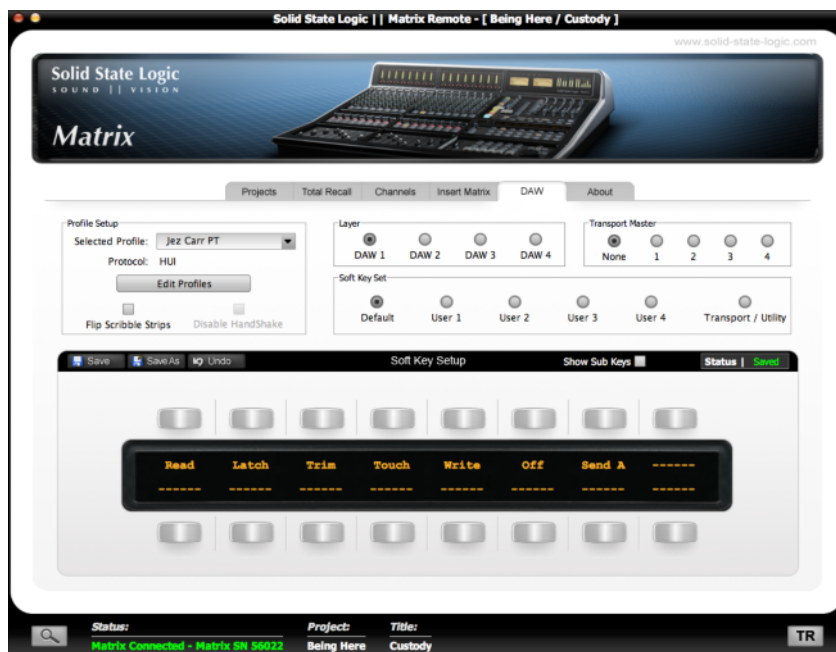 Solid State Logic || Matrix Remote - [ Being Here / Custody ]
www.solid-state-logic.com
Solid State Logic
SOUND || VISION
Matrix
Projects Total Recall Channels Insert Matrix DAW About
Profile Setup
Selected Profile: Jez Carr PT
Protocol: HUI
Edit Profiles
Flip Scribble Strips Disable HandShake
Layer
DAW 1 DAW 2 DAW 3 DAW 4
Transport Master
None 1 2 3 4
Soft Key Set
Default User 1 User 2 User 3 User 4 Transport / Utility
Save Save As Undo Soft Key Setup Show Sub Keys Status | Saved
Read Latch Trim Touch Write Off Send A ------
------ ------ ------ ------ ------ ------ ------ ------
Status: Project: Title:
Matrix Connected - Matrix SN 56022 Being Here Custody
TR